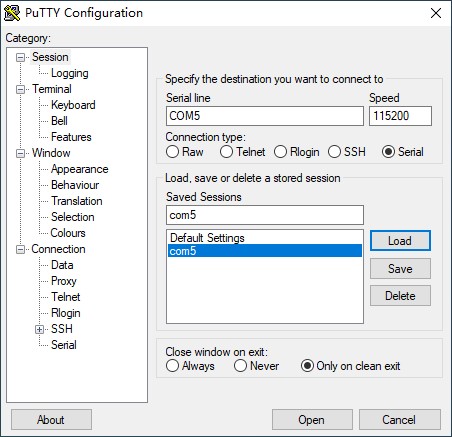 PuTTY Configuration
Category:
Session
Logging
Terminal
Keyboard
Bell
Features
Window
Appearance
Behaviour
Translation
Selection
Colours
Connection
Data
Proxy
Telnet
Rlogin
SSH
Serial
Specify the destination you want to connect to
Serial line Speed
COM5 115200
Connection type:
Raw Telnet Rlogin SSH Serial
Load, save or delete a stored session
Saved Sessions
com5
Default Settings
com5
Load
Save
Delete
Close window on exit:
Always Never Only on clean exit
About Open Cancel